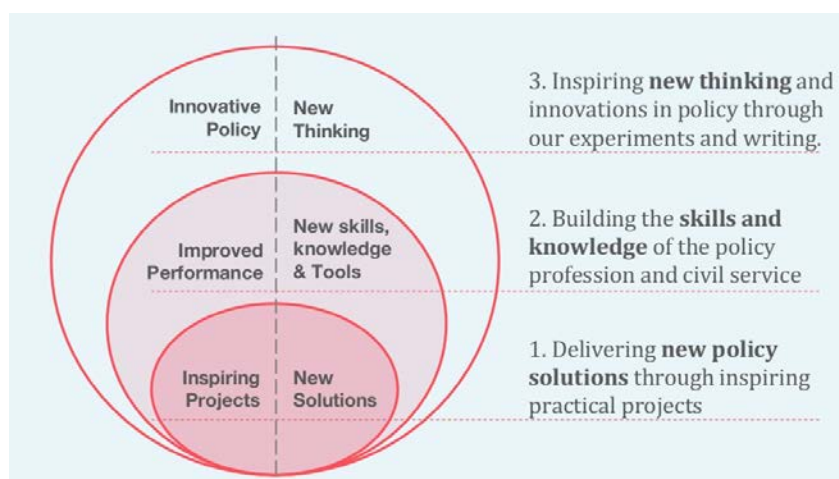 Innovative
Policy
New
Thinking
3. Inspiring new thinking and
innovations in policy through
our experiments and writing.
Improved
Performance
New skills,
knowledge
& Tools
2. Building the skills and
knowledge of the policy
profession and civil service
Inspiring
Projects
New
Solutions
1. Delivering new policy
solutions through inspiring
practical projects